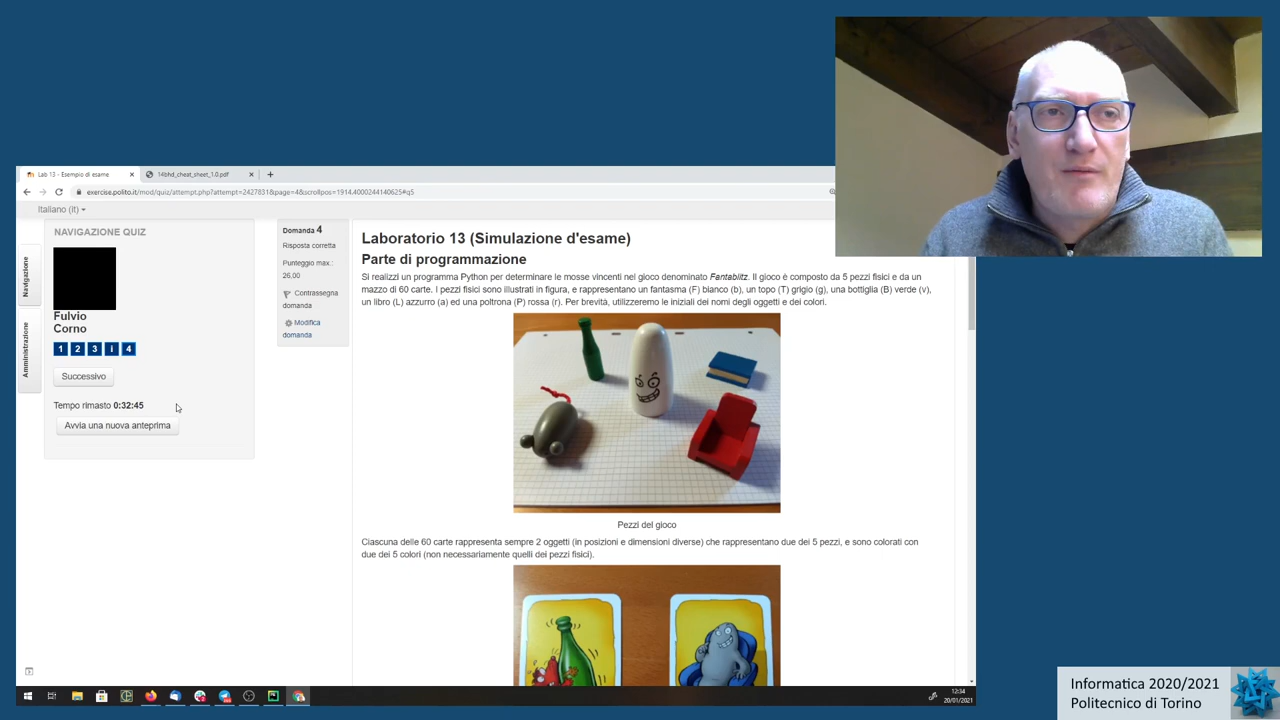 Lab 13 - Esempio di esame
14bhd_cheat_sheet_1.0.pdf
exercise.polito.it/mod/quiz/attempt.php?attempt=2427831&page=4&scrollpos=1914,4000244140625#q5
Italiano (it)
Navigazione
Amministrazione
NAVIGAZIONE QUIZ
Fulvio
Corno
1 2 3 i 4
Successivo
Tempo rimasto 0:32:45
Avvia una nuova anteprima
Domanda 4
Risposta corretta
Punteggio max.:
26,00
Contrassegna
domanda
Modifica
domanda
Laboratorio 13 (Simulazione d'esame)
Parte di programmazione
Si realizzi un programma Python per determinare le mosse vincenti nel gioco denominato Fantablitz. Il gioco è composto da 5 pezzi fisici e da un
mazzo di 60 carte. I pezzi fisici sono illustrati in figura, e rappresentano un fantasma (F) bianco (b), un topo (T) grigio (g), una bottiglia (B) verde (v),
un libro (L) azzurro (a) ed una poltrona (P) rossa (r). Per brevità, utilizzeremo le iniziali dei nomi degli oggetti e dei colori.
Pezzi del gioco
Ciascuna delle 60 carte rappresenta sempre 2 oggetti (in posizioni e dimensioni diverse) che rappresentano due dei 5 pezzi, e sono colorati con
due dei 5 colori (non necessariamente quelli dei pezzi fisici).
12:34
20/01/2021
Informatica 2020/2021
Politecnico di Torino